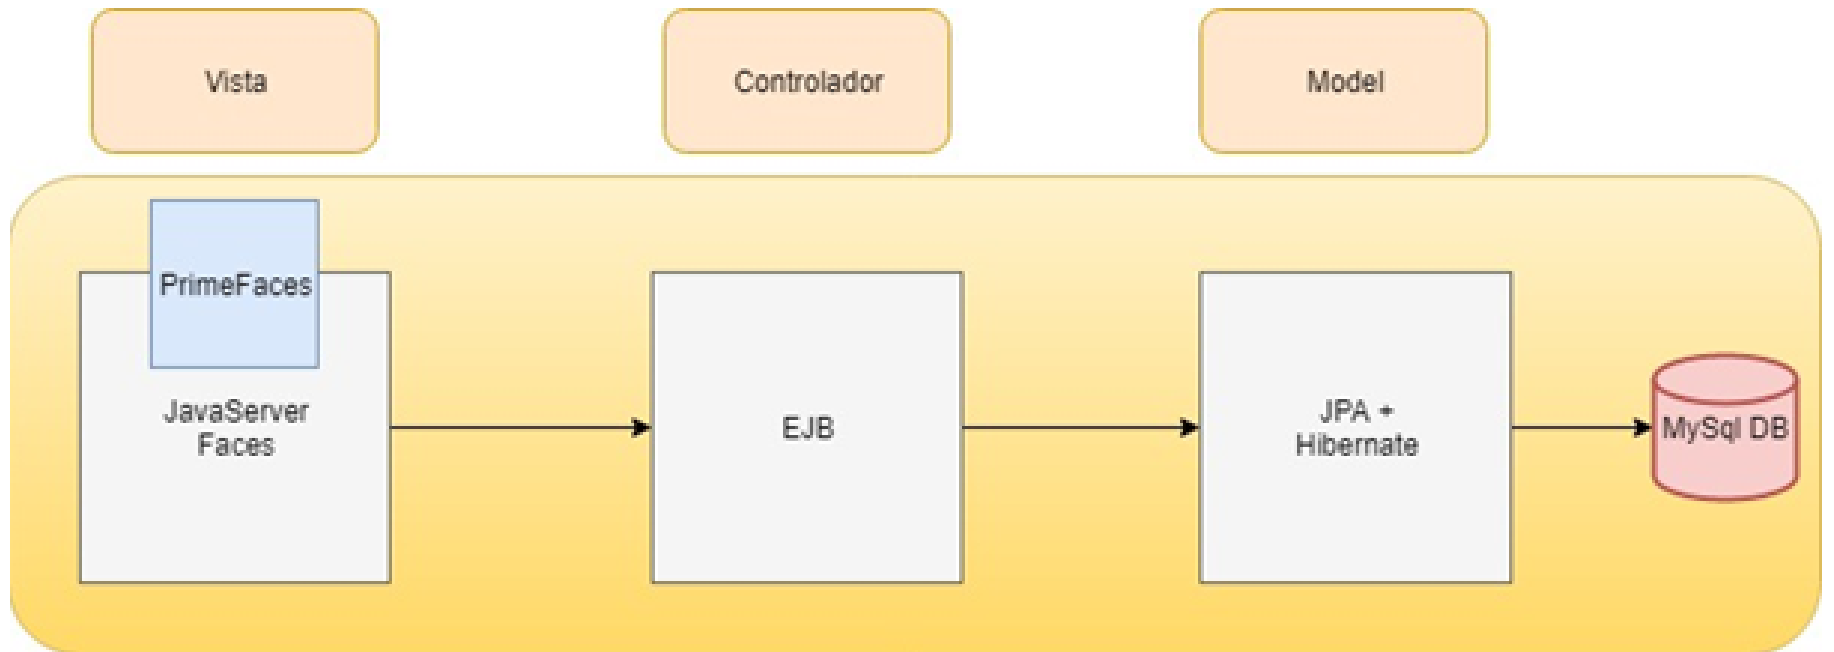 Vista
Controlador
Model
PrimeFaces
JavaServer
Faces
EJB
JPA +
Hibernate
MySql DB